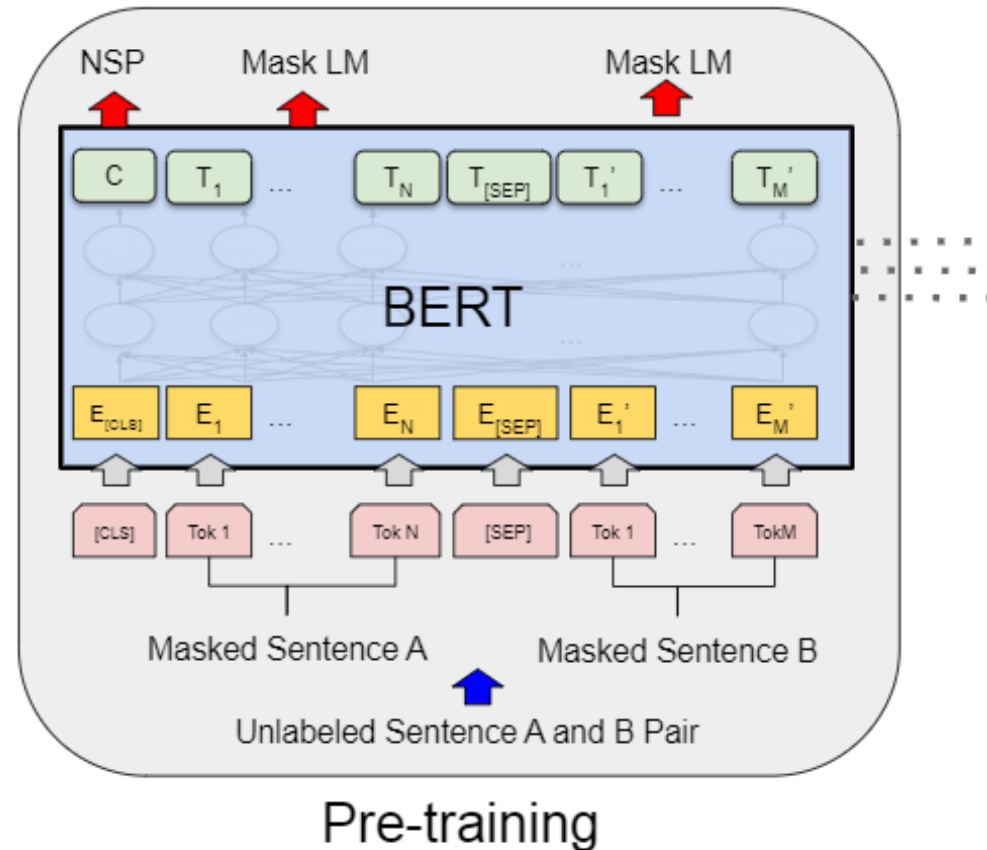 NSP Mask LM Mask LM
C T1 ... TN T[SEP] T1' ... TM'
...
BERT
...
E[CLS] E1 ... EN E[SEP] E1' ... EM'
[CLS] Tok 1 ... Tok N [SEP] Tok 1 ... TokM
Masked Sentence A Masked Sentence B
Unlabeled Sentence A and B Pair
Pre-training